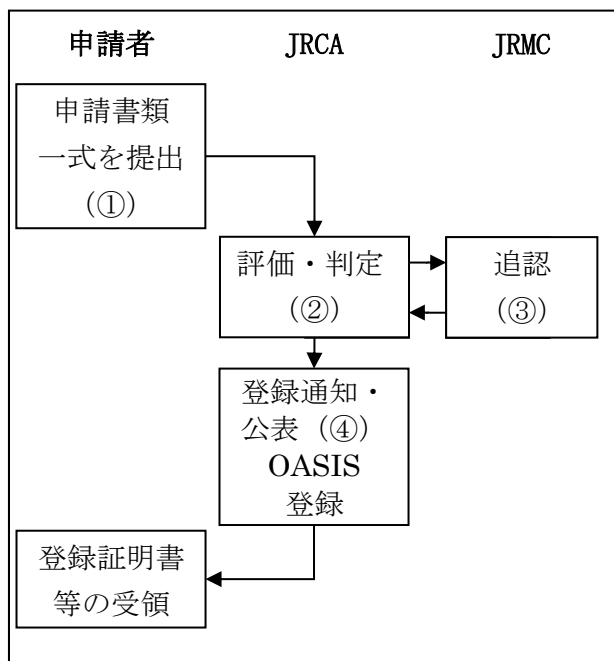 申請者 JRCA JRMC
申請書類
一式を提出
(①)
評価・判定
(②)
追認
(③)
登録通知・
公表 (④)
OASIS
登録
登録証明書
等の受領